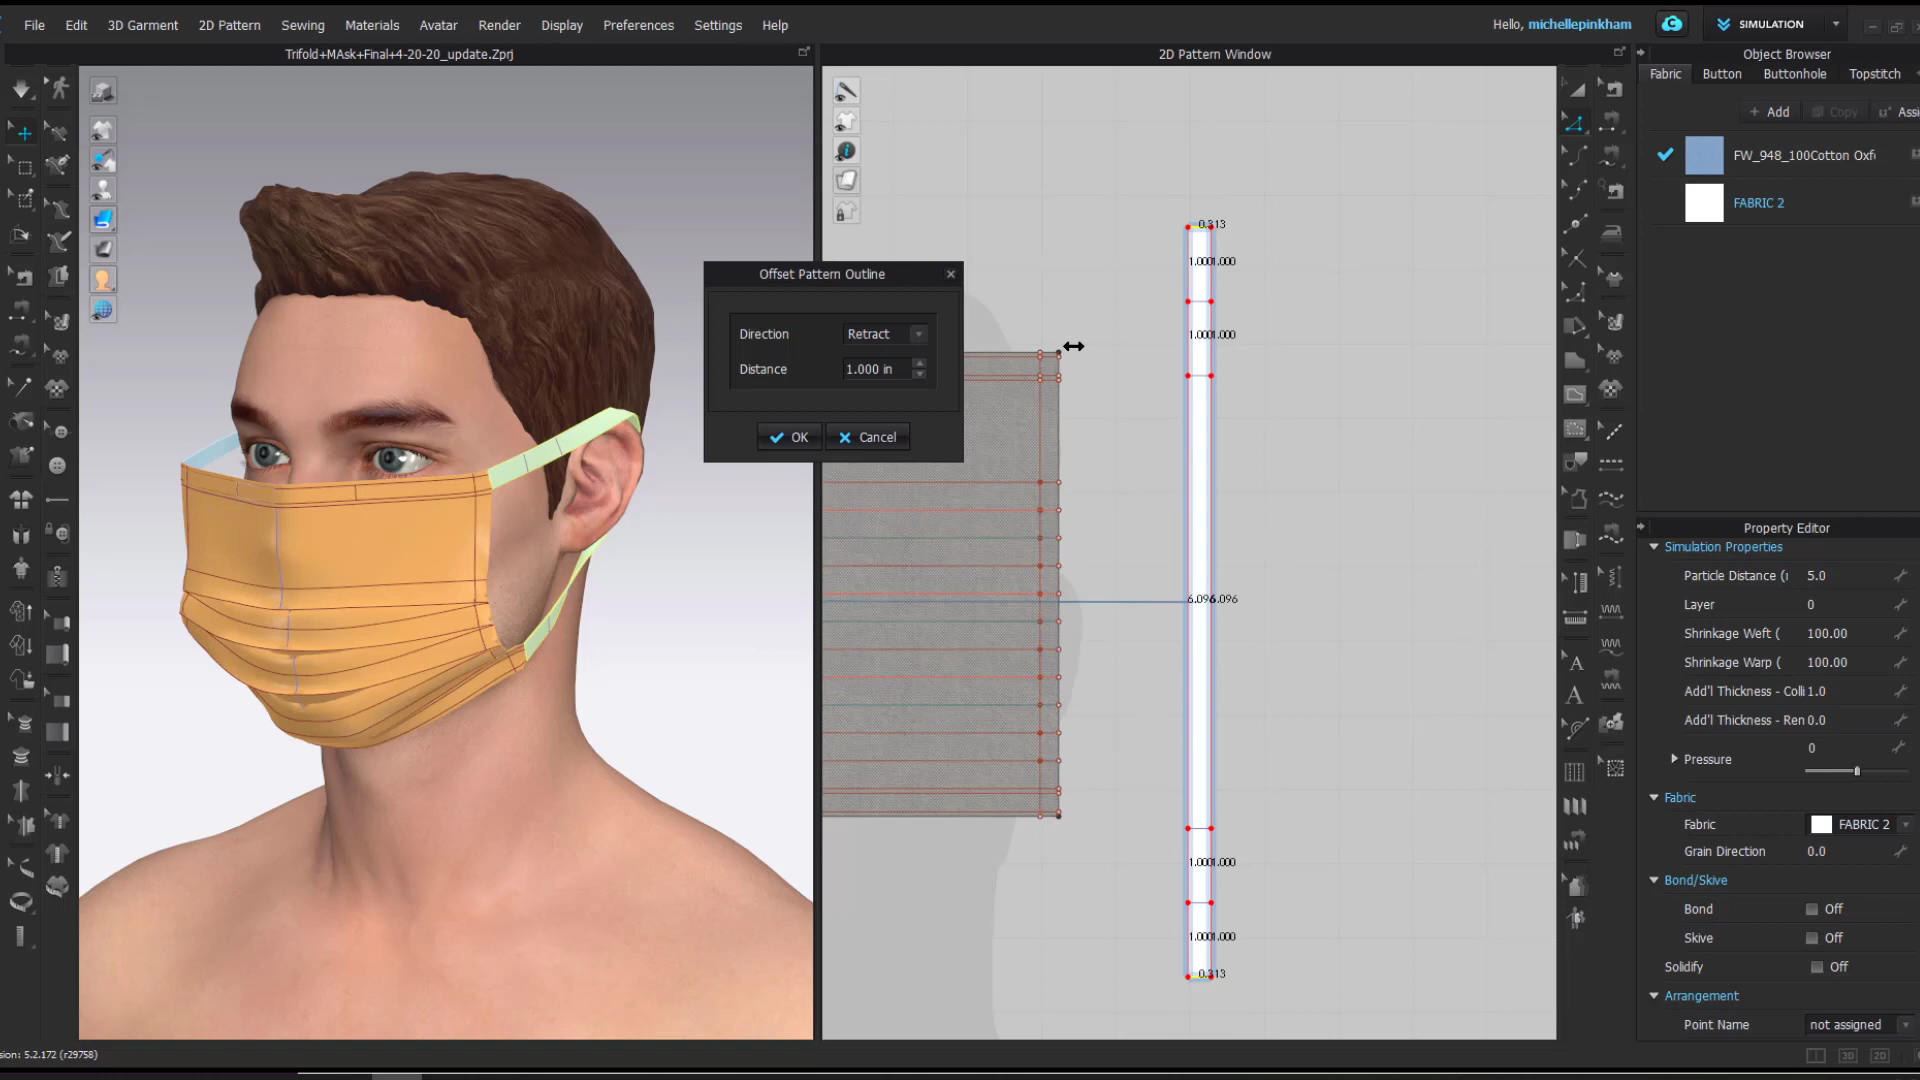 File Edit 3D Garment 2D Pattern Sewing Materials Avatar Render Display Preferences Settings Help
Hello, michellepinkham
SIMULATION
Trifold+MAsk+Final+4-20-20_update.Zprj
2D Pattern Window
Object Browser
Fabric Button Buttonhole Topstitch
+ Add Copy Assi
FW_948_100Cotton Oxf
FABRIC 2
Offset Pattern Outline
Direction Retract
Distance 1.000 in
OK Cancel
0.313
1.000 1.000
1.000 1.000
6.096 6.096
1.000 1.000
1.000 1.000
0.313
Property Editor
Simulation Properties
Particle Distance ( 5.0
Layer 0
Shrinkage Weft ( 100.00
Shrinkage Warp ( 100.00
Add'l Thickness - Colli 1.0
Add'l Thickness - Ren 0.0
Pressure 0
Fabric
Fabric FABRIC 2
Grain Direction 0.0
Bond/Skive
Bond Off
Skive Off
Solidify Off
Arrangement
Point Name not assigned
sion: 5.2.172 (r29758)
3D 2D